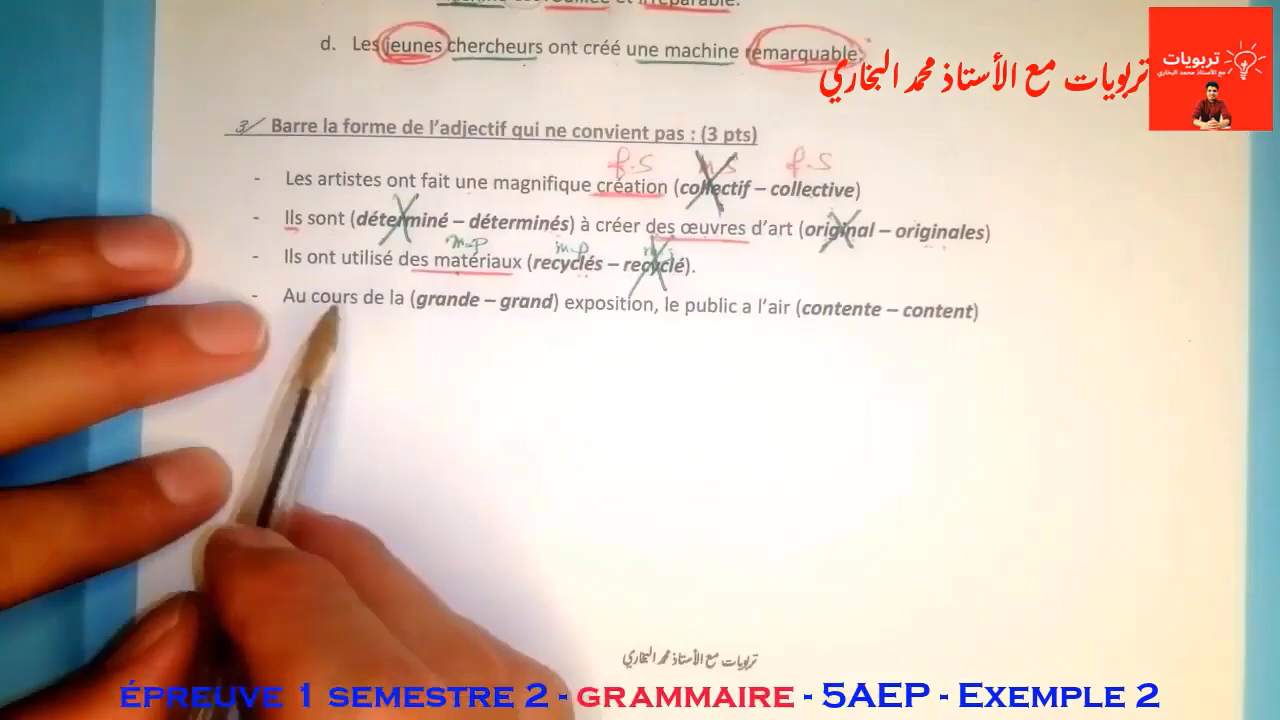 d. Les jeunes chercheurs ont créé une machine remarquable.
تربويات مع الأستاذ محمد البخاري
تربويات
مع الأستاذ محمد البخاري
3/ Barre la forme de l'adjectif qui ne convient pas : (3 pts)
f.S m S f.S
- Les artistes ont fait une magnifique création (collectif – collective)
- Ils sont (déterminé – déterminés) à créer des œuvres d'art (original – originales)
m.p m.p
- Ils ont utilisé des matériaux (recyclés – recyclé).
- Au cours de la (grande – grand) exposition, le public a l'air (contente – content)
تربويات مع الأستاذ محمد البخاري
épreuve 1 semestre 2 - grammaire - 5AEP - Exemple 2